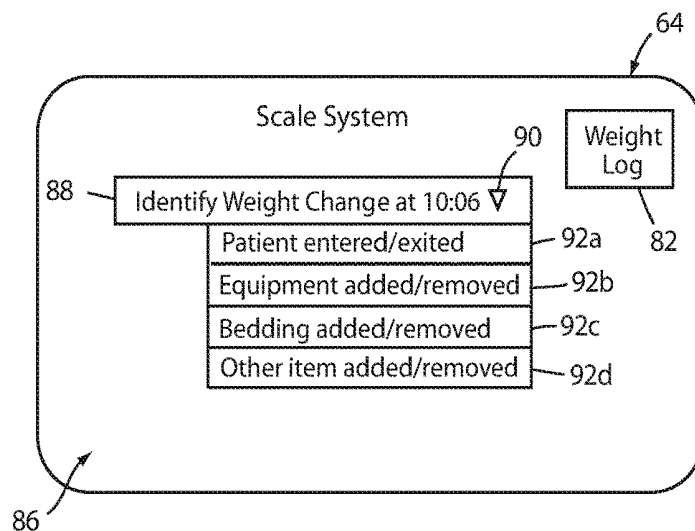 64
Scale System
90
Weight
Log
88
Identify Weight Change at 10:06
82
Patient entered/exited
92a
Equipment added/removed
92b
Bedding added/removed
92c
Other item added/removed
92d
86